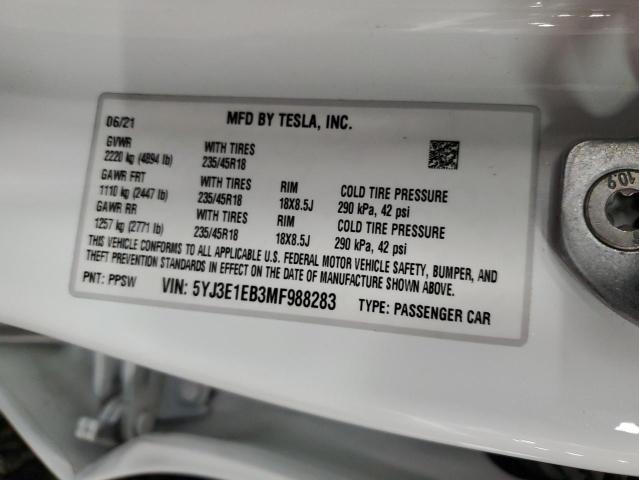 06/21 MFD BY TESLA, INC.
GVWR WITH TIRES
2220 kg (4894 lb) 235/45R18
GAWR FRT WITH TIRES RIM COLD TIRE PRESSURE
1110 kg (2447 lb) 235/45R18 18X8.5J 290 kPa, 42 psi
GAWR RR WITH TIRES RIM COLD TIRE PRESSURE
1257 kg (2771 lb) 235/45R18 18X8.5J 290 kPa, 42 psi
THIS VEHICLE CONFORMS TO ALL APPLICABLE U.S. FEDERAL MOTOR VEHICLE SAFETY, BUMPER, AND
THEFT PREVENTION STANDARDS IN EFFECT ON THE DATE OF MANUFACTURE SHOWN ABOVE.
PNT: PPSW VIN: 5YJ3E1EB3MF988283 TYPE: PASSENGER CAR
10.9